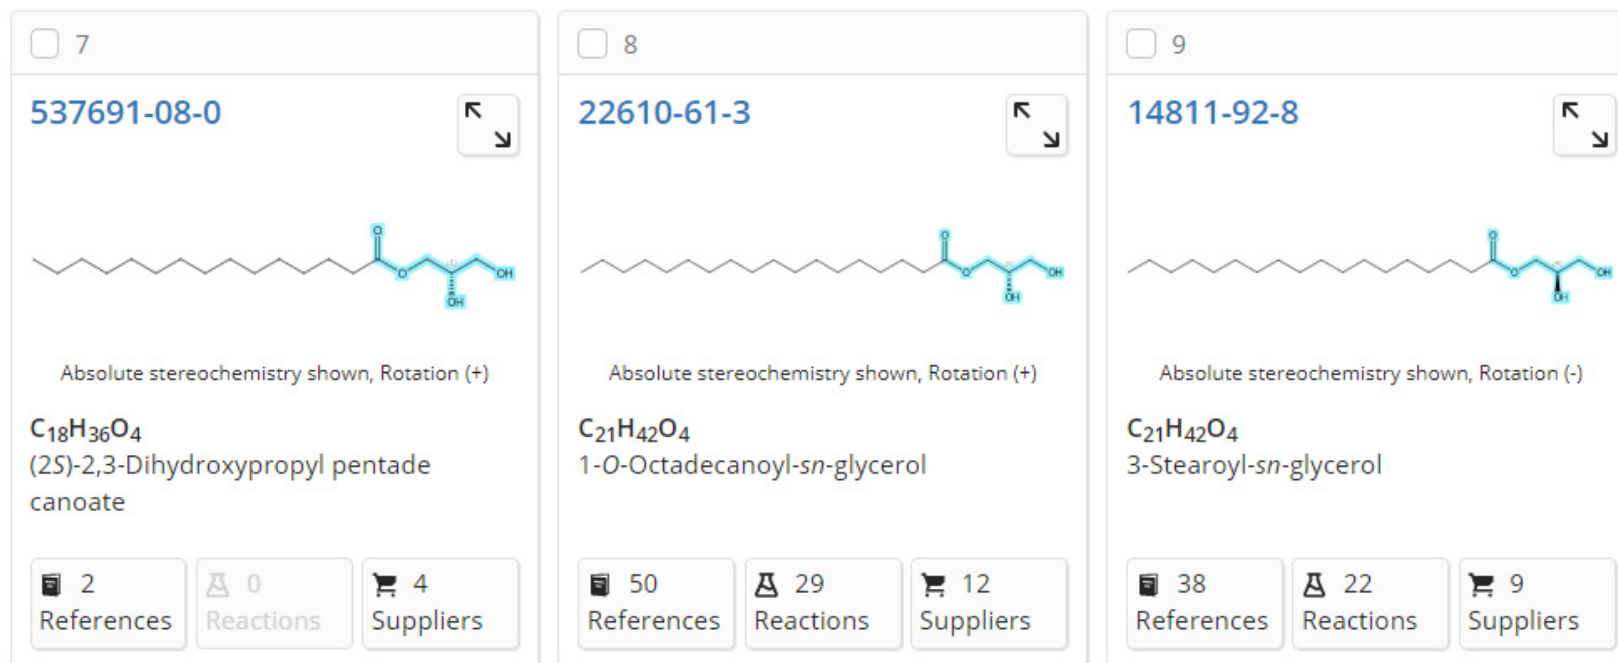 7
537691-08-0
O
O
(S)
OH
OH
Absolute stereochemistry shown, Rotation (+)
C18H36O4
(2S)-2,3-Dihydroxypropyl pentade
canoate
2
References
0
Reactions
4
Suppliers
8
22610-61-3
O
O
OH
OH
Absolute stereochemistry shown, Rotation (+)
C21H42O4
1-O-Octadecanoyl-sn-glycerol
50
References
29
Reactions
12
Suppliers
9
14811-92-8
O
O
OH
OH
Absolute stereochemistry shown, Rotation (-)
C21H42O4
3-Stearoyl-sn-glycerol
38
References
22
Reactions
9
Suppliers